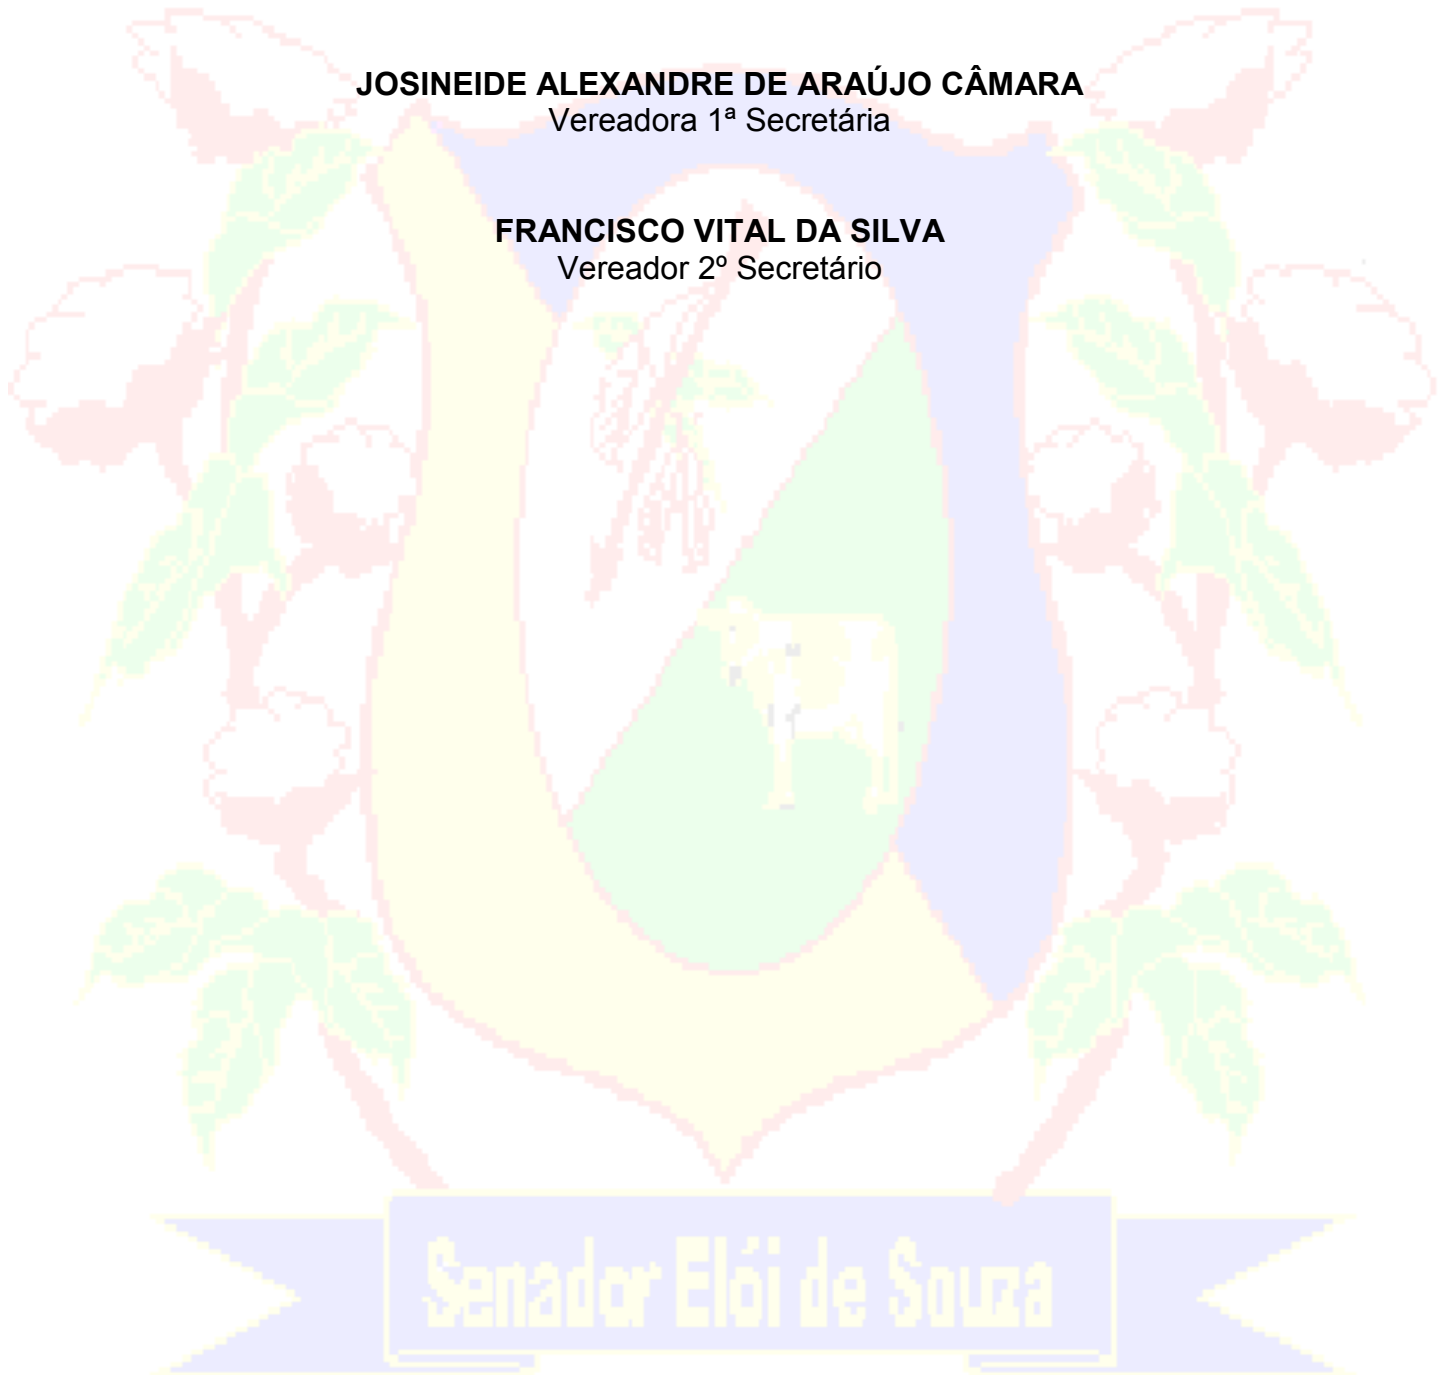 JOSINEIDE ALEXANDRE DE ARAÚJO CÂMARA
Vereadora 1ª Secretária
FRANCISCO VITAL DA SILVA
Vereador 2º Secretário
Senador Elói de Souza